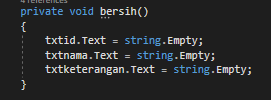 4 references
private void bersih()
{
txtid.Text = string.Empty;
txtnama.Text = string.Empty;
txtketerangan.Text = string.Empty;
}